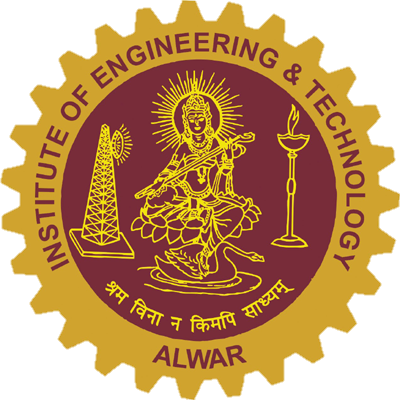 INSTITUTE OF ENGINEERING & TECHNOLOGY
श्रम विना न किमपि साध्यम्
ALWAR